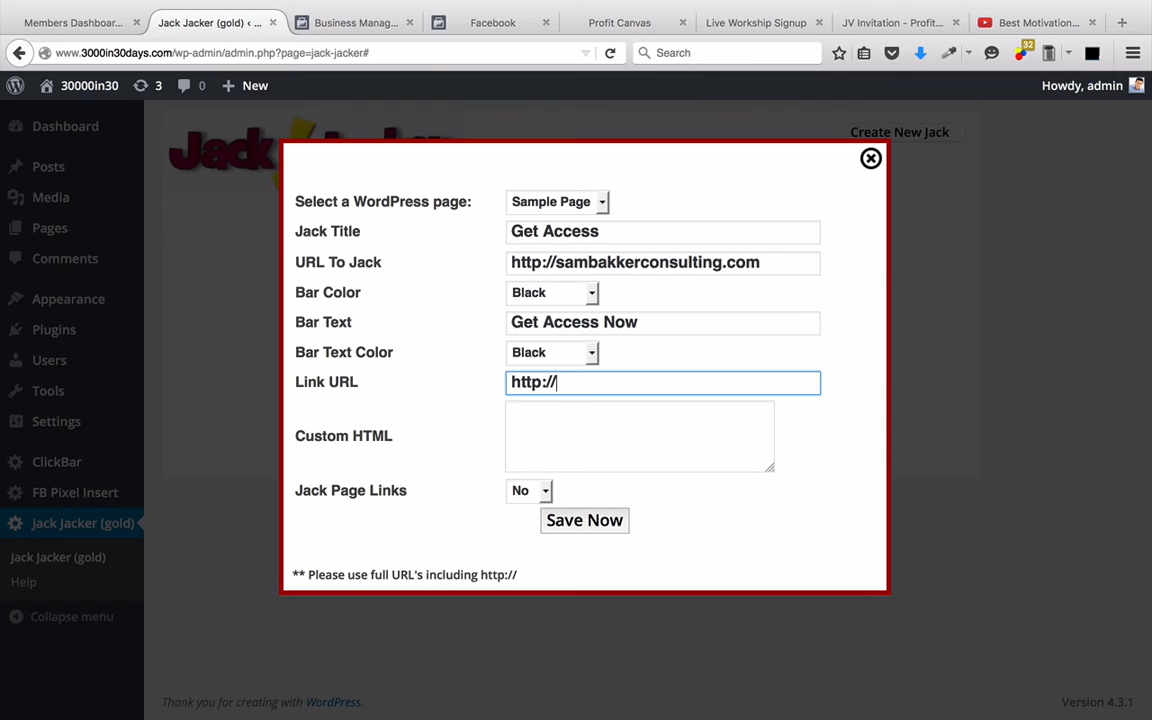 Members Dashboar...
Jack Jacker (gold) ‹ ...
Business Manag...
Facebook
Profit Canvas
Live Workship Signup
JV Invitation - Profit...
Best Motivation...
www.3000in30days.com/wp-admin/admin.php?page=jack-jacker#
Search
32
30000in30
3
0
New
Howdy, admin
Dashboard
Posts
Media
Pages
Comments
Appearance
Plugins
Users
Tools
Settings
ClickBar
FB Pixel Insert
Jack Jacker (gold)
Jack Jacker (gold)
Help
Collapse menu
Jack
Create New Jack
Select a WordPress page:
Sample Page
Jack Title
Get Access
URL To Jack
http://sambakkerconsulting.com
Bar Color
Black
Bar Text
Get Access Now
Bar Text Color
Black
Link URL
http://
Custom HTML
Jack Page Links
No
Save Now
** Please use full URL's including http://
Thank you for creating with WordPress.
Version 4.3.1